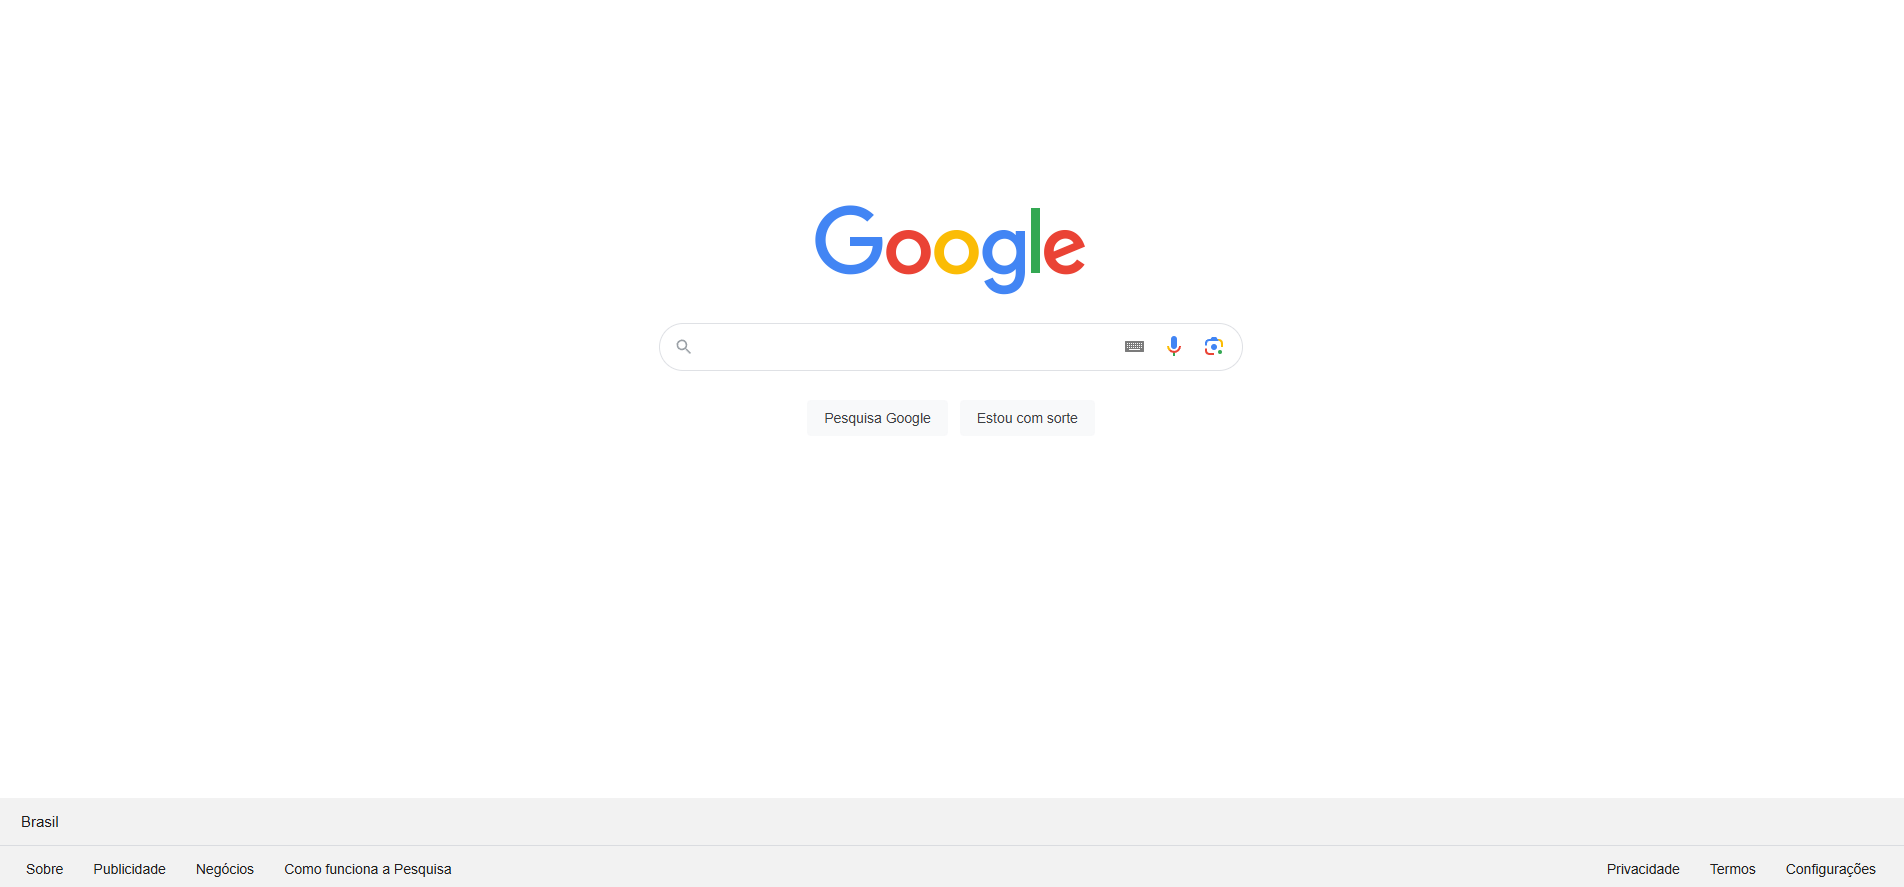 Google
Pesquisa Google Estou com sorte
Brasil
Sobre Publicidade Negócios Como funciona a Pesquisa Privacidade Termos Configurações